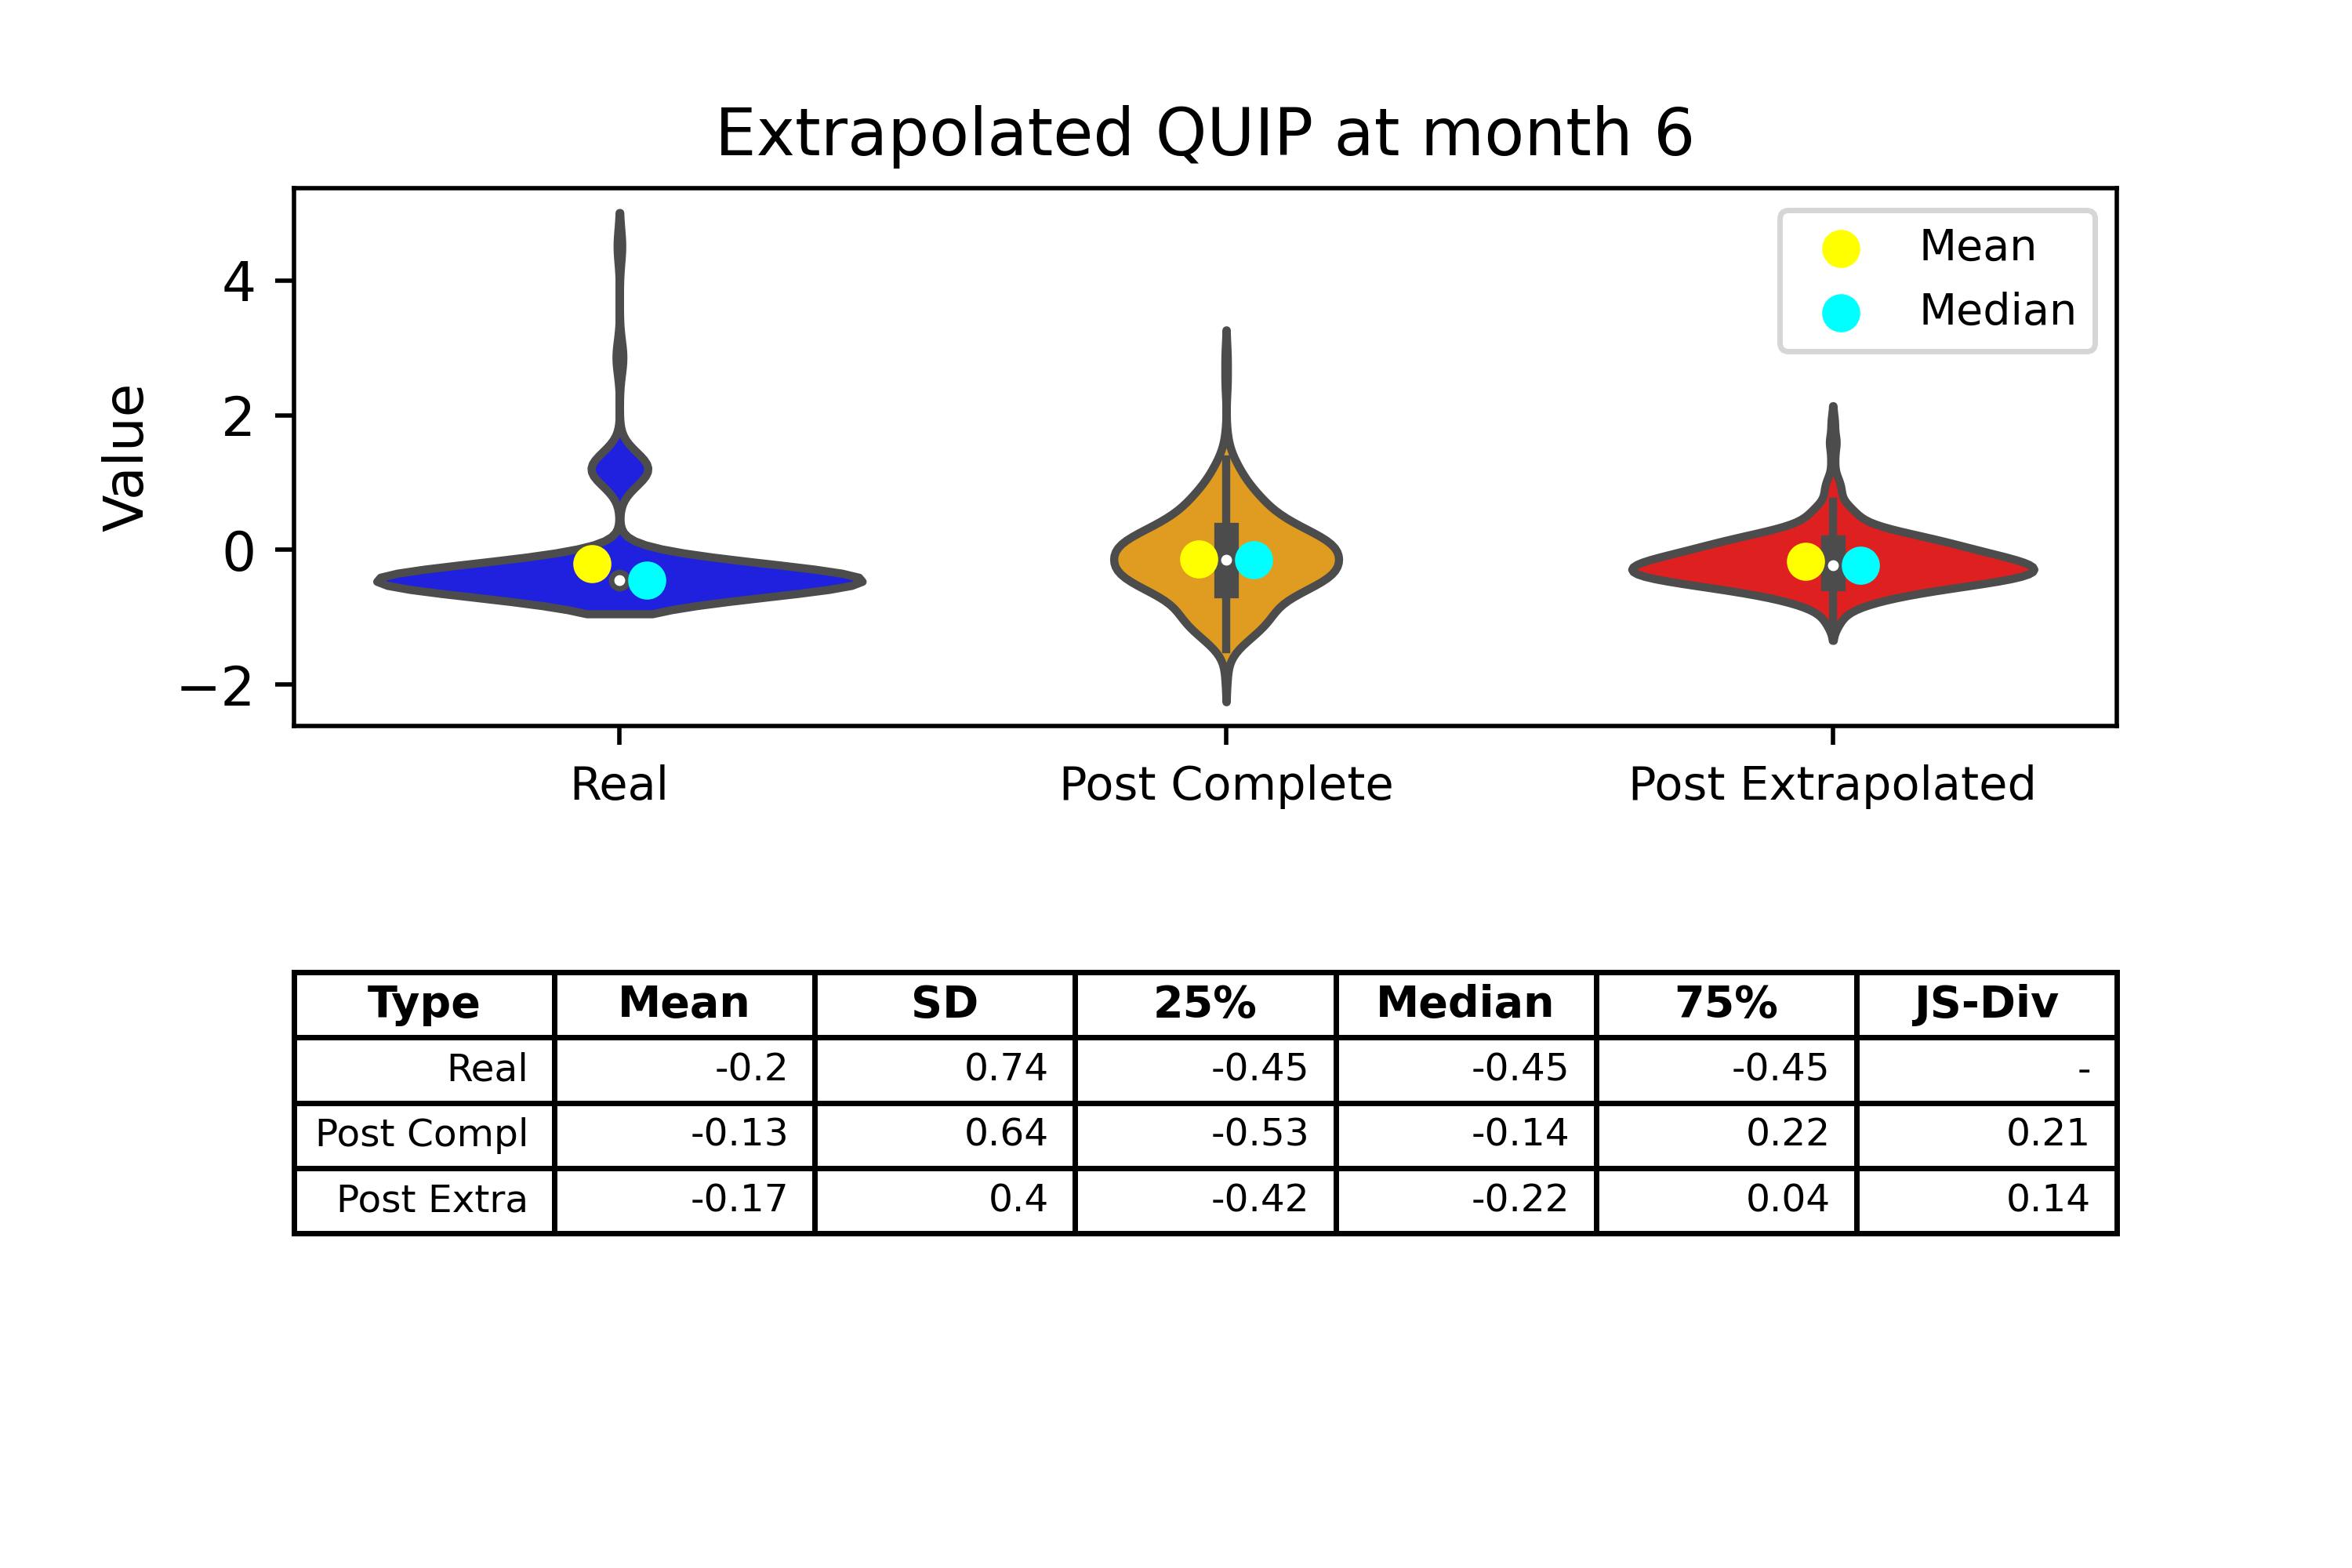 Extrapolated QUIP at month 6
Value
4
2
0
−2
Mean
Median
Real Post Complete Post Extrapolated
Type Mean SD 25% Median 75% JS-Div
Real -0.2 0.74 -0.45 -0.45 -0.45 -
Post Compl -0.13 0.64 -0.53 -0.14 0.22 0.21
Post Extra -0.17 0.4 -0.42 -0.22 0.04 0.14